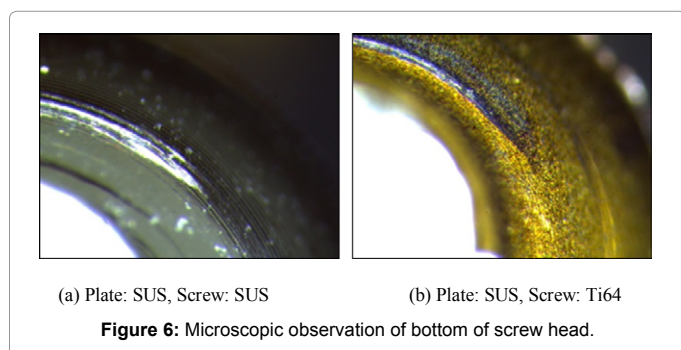 (a) Plate: SUS, Screw: SUS
(b) Plate: SUS, Screw: Ti64
Figure 6: Microscopic observation of bottom of screw head.